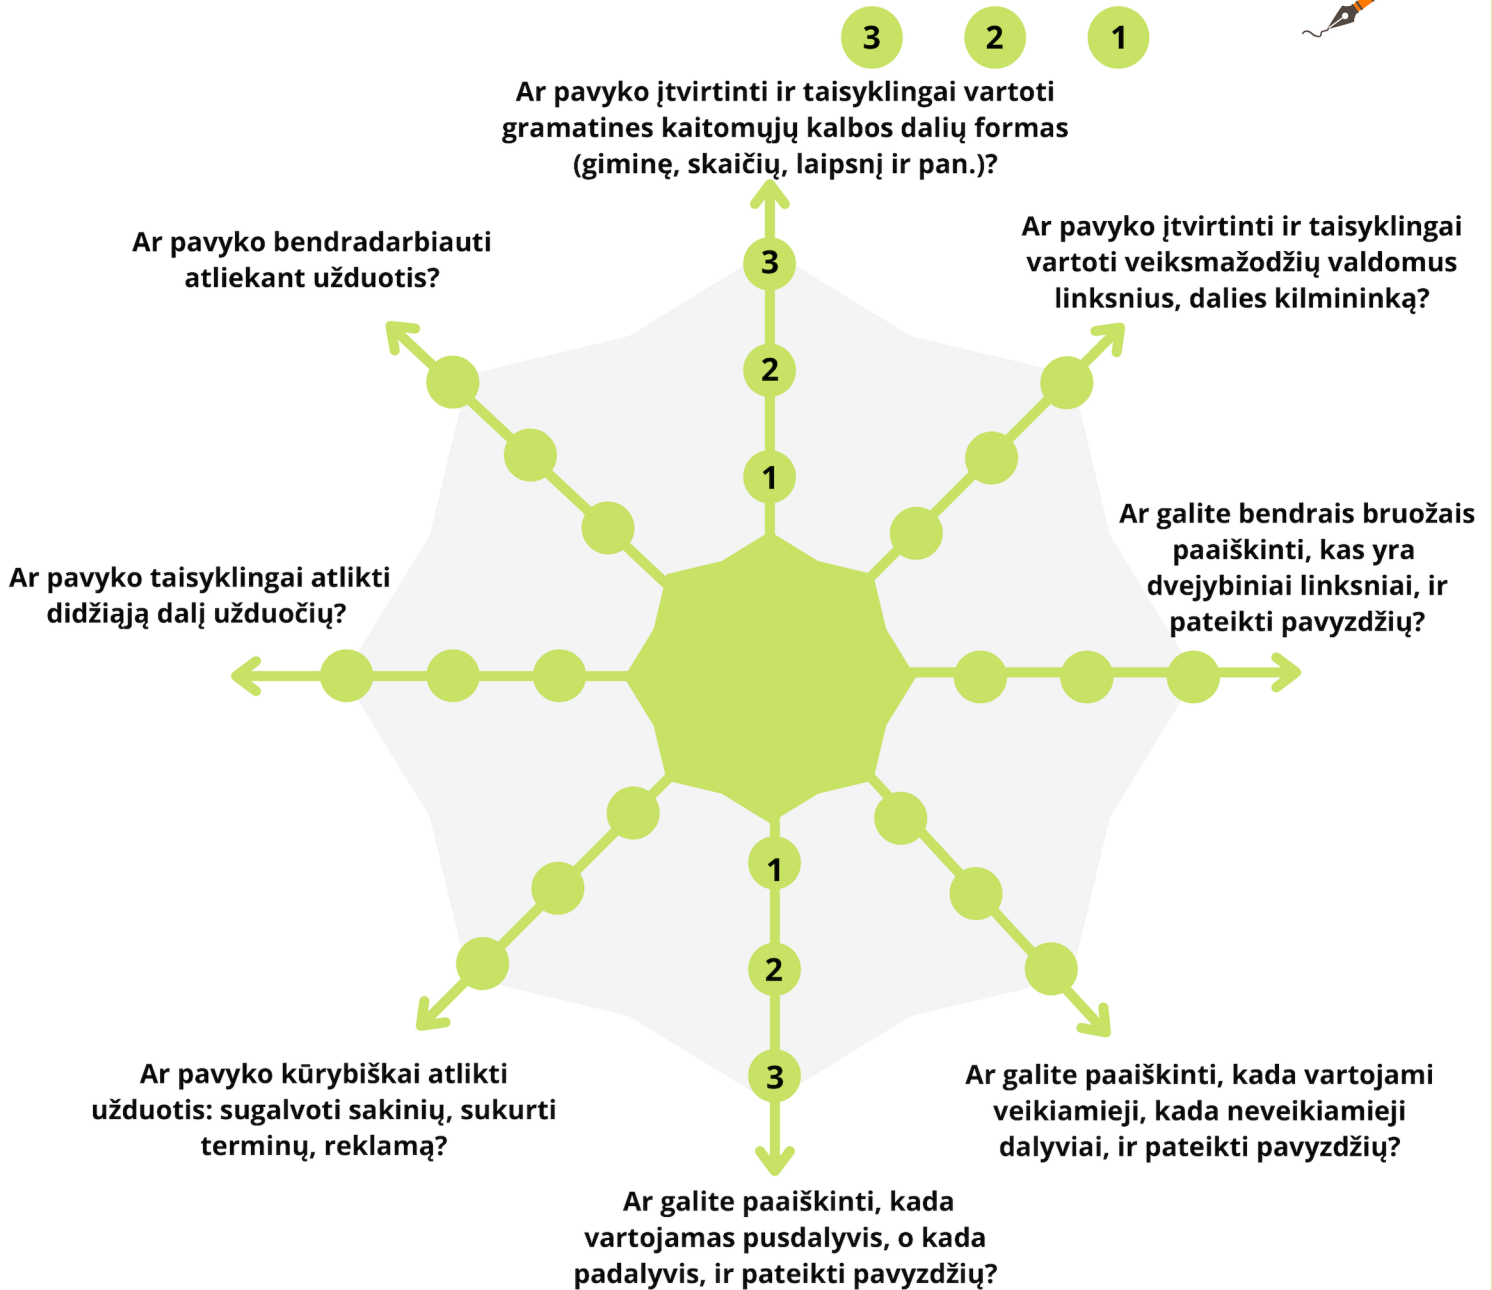 3 2 1
Ar pavyko įtvirtinti ir taisyklingai vartoti
gramatines kaitomųjų kalbos dalių formas
(giminę, skaičių, laipsnį ir pan.)?
Ar pavyko įtvirtinti ir taisyklingai
vartoti veiksmažodžių valdomus
linksnius, dalies kilmininką?
Ar galite bendrais bruožais
paaiškinti, kas yra
dvejybiniai linksniai, ir
pateikti pavyzdžių?
Ar galite paaiškinti, kada vartojami
veikiamieji, kada neveikiamieji
dalyviai, ir pateikti pavyzdžių?
Ar galite paaiškinti, kada
vartojamas pusdalyvis, o kada
padalyvis, ir pateikti pavyzdžių?
Ar pavyko kūrybiškai atlikti
užduotis: sugalvoti sakinių, sukurti
terminų, reklamą?
Ar pavyko taisyklingai atlikti
didžiąją dalį užduočių?
Ar pavyko bendradarbiauti
atliekant užduotis?
3
2
1
1
2
3